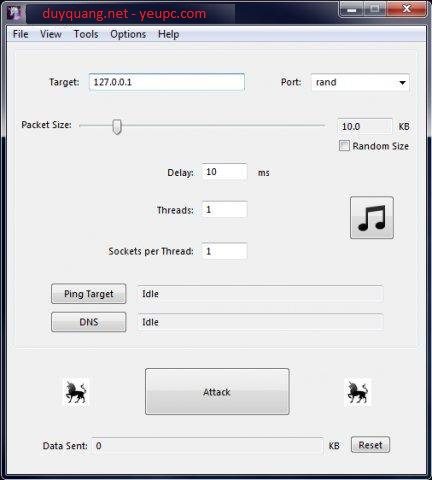 duyquang.net - yeupc.com
File View Tools Options Help
Target: 127.0.0.1 Port: rand
Packet Size: 10.0 KB
Random Size
Delay: 10 ms
Threads: 1
Sockets per Thread: 1
Ping Target Idle
DNS Idle
Attack
Data Sent: 0 KB Reset